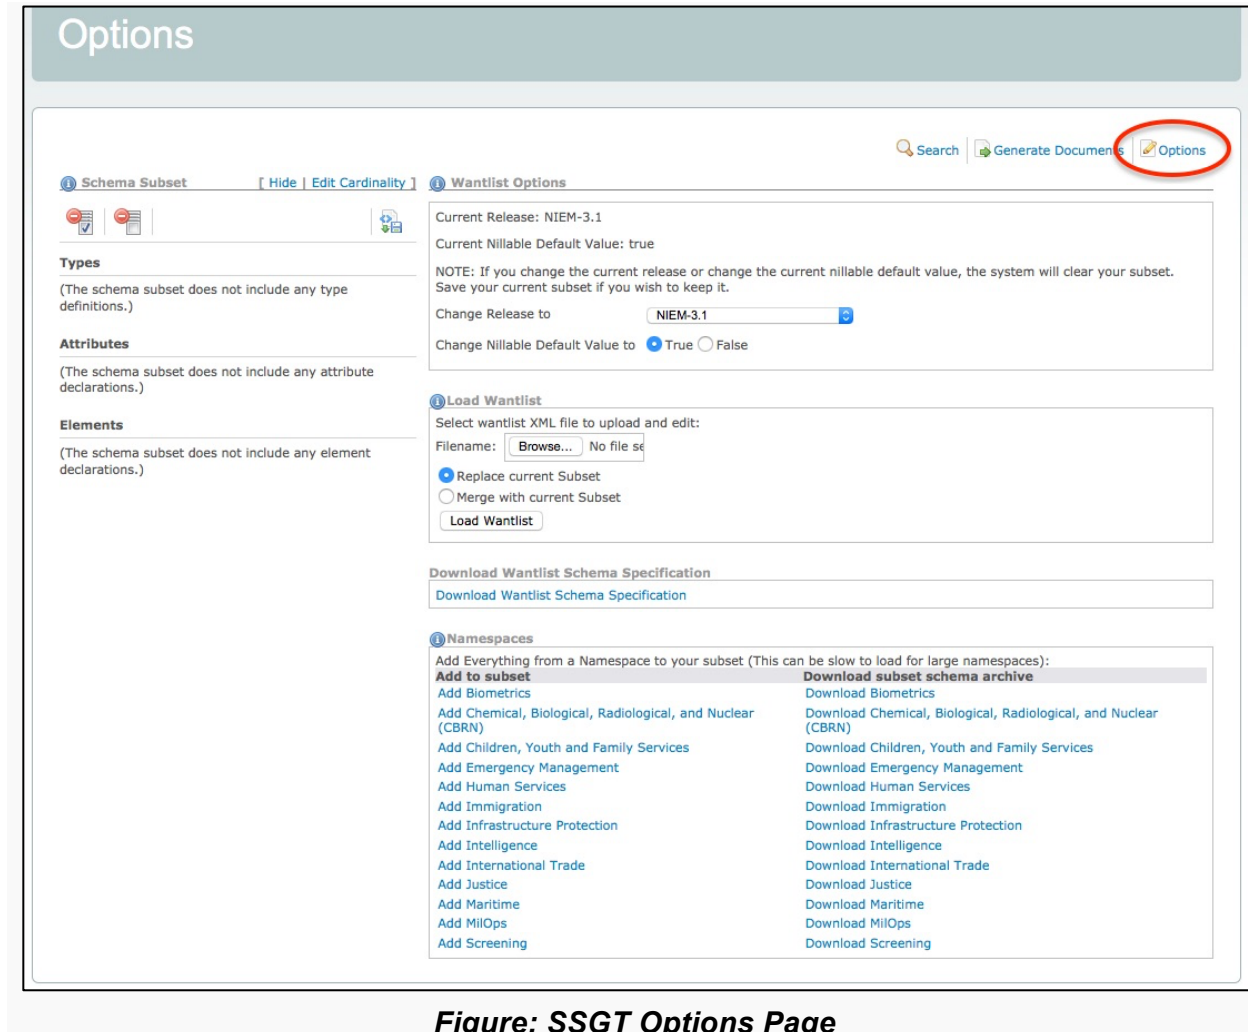 Options
Search
Generate Documents
Options
Schema Subset [ Hide | Edit Cardinality ]
Types
(The schema subset does not include any type
definitions.)
Attributes
(The schema subset does not include any attribute
declarations.)
Elements
(The schema subset does not include any element
declarations.)
Wantlist Options
Current Release: NIEM-3.1
Current Nillable Default Value: true
NOTE: If you change the current release or change the current nillable default value, the system will clear your subset.
Save your current subset if you wish to keep it.
Change Release to NIEM-3.1
Change Nillable Default Value to True False
Load Wantlist
Select wantlist XML file to upload and edit:
Filename: Browse... No file se
Replace current Subset
Merge with current Subset
Load Wantlist
Download Wantlist Schema Specification
Download Wantlist Schema Specification
Namespaces
Add Everything from a Namespace to your subset (This can be slow to load for large namespaces):
Add to subset Download subset schema archive
Add Biometrics Download Biometrics
Add Chemical, Biological, Radiological, and Nuclear Download Chemical, Biological, Radiological, and Nuclear
(CBRN) (CBRN)
Add Children, Youth and Family Services Download Children, Youth and Family Services
Add Emergency Management Download Emergency Management
Add Human Services Download Human Services
Add Immigration Download Immigration
Add Infrastructure Protection Download Infrastructure Protection
Add Intelligence Download Intelligence
Add International Trade Download International Trade
Add Justice Download Justice
Add Maritime Download Maritime
Add MilOps Download MilOps
Add Screening Download Screening
Figure: SSGT Options Page